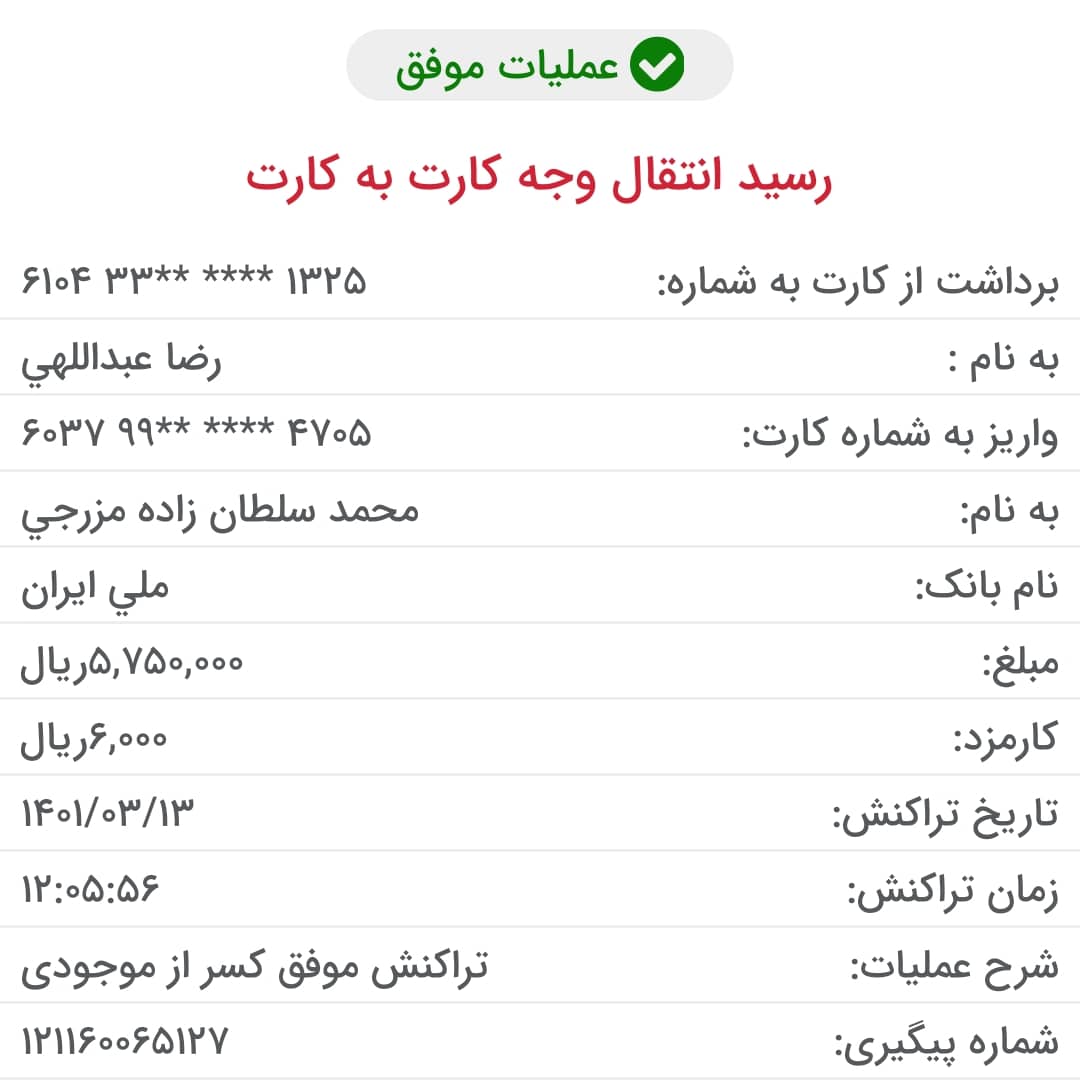 عملیات موفق
رسید انتقال وجه کارت به کارت
برداشت از کارت به شماره: ۶۱۰۴ ۳۳** **** ۱۳۲۵
به نام : رضا عبداللهي
واریز به شماره کارت: ۶۰۳۷ ۹۹** **** ۴۷۰۵
به نام: محمد سلطان زاده مزرجي
نام بانک: ملي ایران
مبلغ: ۵,۷۵۰,۰۰۰ریال
کارمزد: ۶,۰۰۰ریال
تاریخ تراکنش: ۱۴۰۱/۰۳/۱۳
زمان تراکنش: ۱۲:۰۵:۵۶
شرح عملیات: تراکنش موفق کسر از موجودی
شماره پیگیری: ۱۲۱۱۶۰۰۶۵۱۲۷